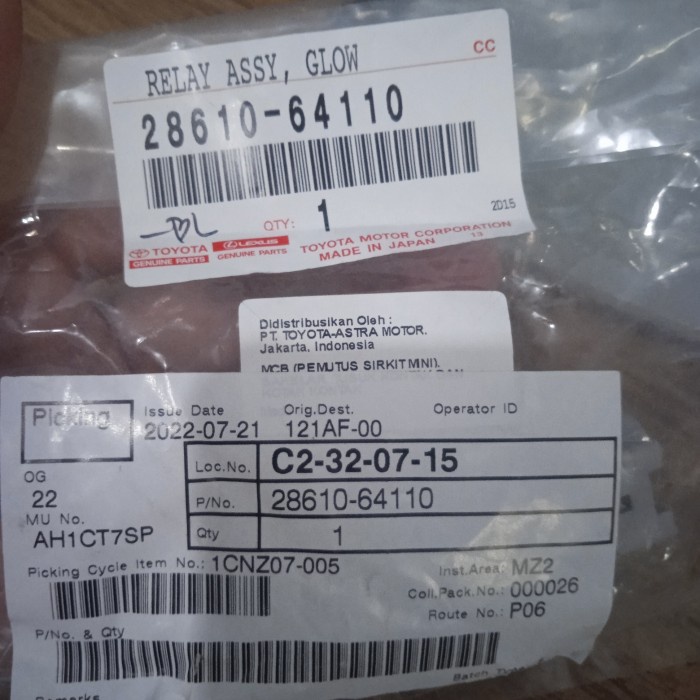 RELAY ASSY, GLOW
CC
28610-64110
QTY: 1
2D15
TOYOTA
GENUINE PARTS
LEXUS
GENUINE PARTS
TOYOTA MOTOR CORPORATION
MADE IN JAPAN 13
Didistribusikan Oleh :
PT. TOYOTA-ASTRA MOTOR.
Jakarta, Indonesia
MCB (PEMUTUS SIRKIT MINI).
Picking
Issue Date
Orig.Dest.
Operator ID
2022-07-21
121AF-00
Loc.No. C2-32-07-15
OG
22
P/No. 28610-64110
MU No.
AH1CT7SP
Qty 1
Picking Cycle Item No.: 1CNZ07-005
Inst.Area: MZ2
Coll.Pack.No.: 000026
Route No.: P06
P/No. & Qty
Remarks